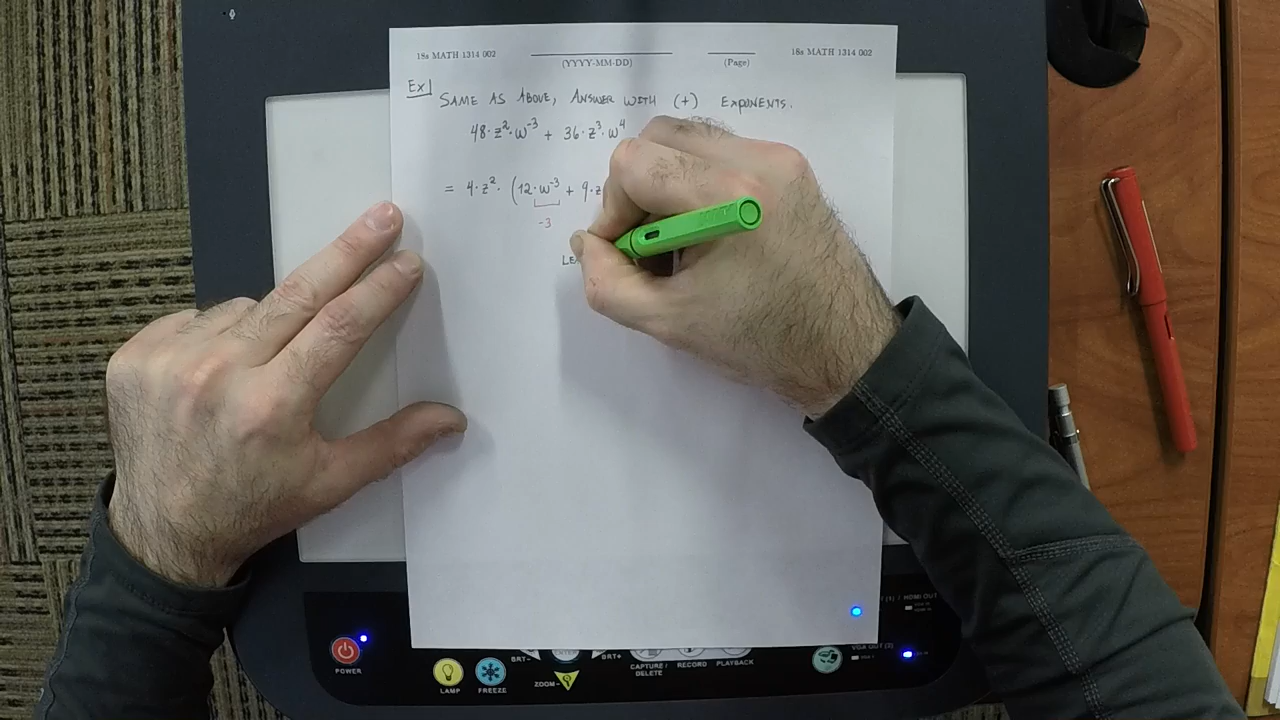 18s MATH 1314 002 (YYYY-MM-DD) (Page) 18s MATH 1314 002
Ex1 SAME AS ABOVE, ANSWER WITH (+) EXPONENTS.
48·z²·w⁻³ + 36·z³·w⁴
= 4·z²·(12·w⁻³ + 9·z
-3
POWER
LAMP
FREEZE
BRT-
BRT+
ZOOM-
CAPTURE / DELETE
RECORD
PLAYBACK